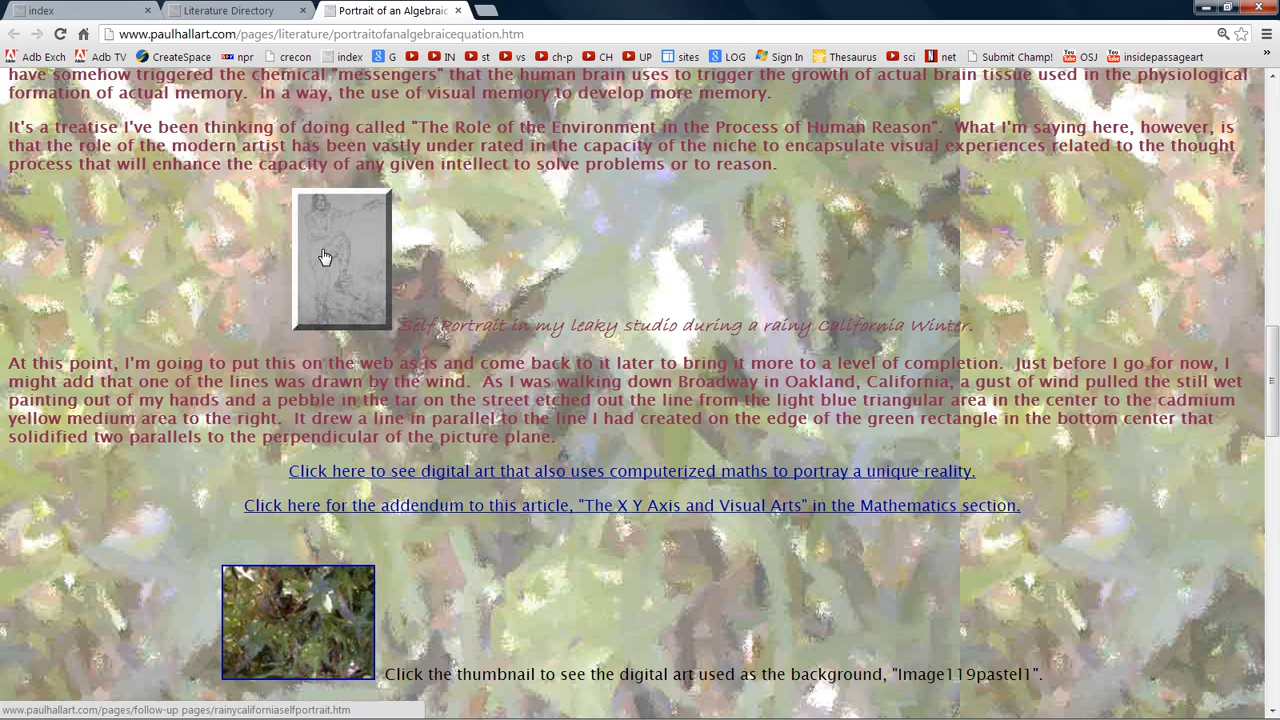 index
Literature Directory
Portrait of an Algebraic
www.paulhallart.com/pages/literature/portraitofanalgebraicequation.htm
Adb Exch Adb TV CreateSpace npr crecon index G IN st vs ch-p CH UP sites LOG Sign In Thesaurus sci net Submit Champ! OSJ insidepassageart
have somehow triggered the chemical "messengers" that the human brain uses to trigger the growth of actual brain tissue used in the physiological
formation of actual memory.  In a way, the use of visual memory to develop more memory.
It's a treatise I've been thinking of doing called "The Role of the Environment in the Process of Human Reason".  What I'm saying here, however, is
that the role of the modern artist has been vastly under rated in the capacity of the niche to encapsulate visual experiences related to the thought
process that will enhance the capacity of any given intellect to solve problems or to reason.
Self Portrait in my leaky studio during a rainy California Winter.
At this point, I'm going to put this on the web as is and come back to it later to bring it more to a level of completion.  Just before I go for now, I
might add that one of the lines was drawn by the wind.  As I was walking down Broadway in Oakland, California, a gust of wind pulled the still wet
painting out of my hands and a pebble in the tar on the street etched out the line from the light blue triangular area in the center to the cadmium
yellow medium area to the right.  It drew a line in parallel to the line I had created on the edge of the green rectangle in the bottom center that
solidified two parallels to the perpendicular of the picture plane.
Click here to see digital art that also uses computerized maths to portray a unique reality.
Click here for the addendum to this article, "The X Y Axis and Visual Arts" in the Mathematics section.
Click the thumbnail to see the digital art used as the background, "Image119pastel1".
www.paulhallart.com/pages/follow-up pages/rainycaliforniaselfportrait.htm